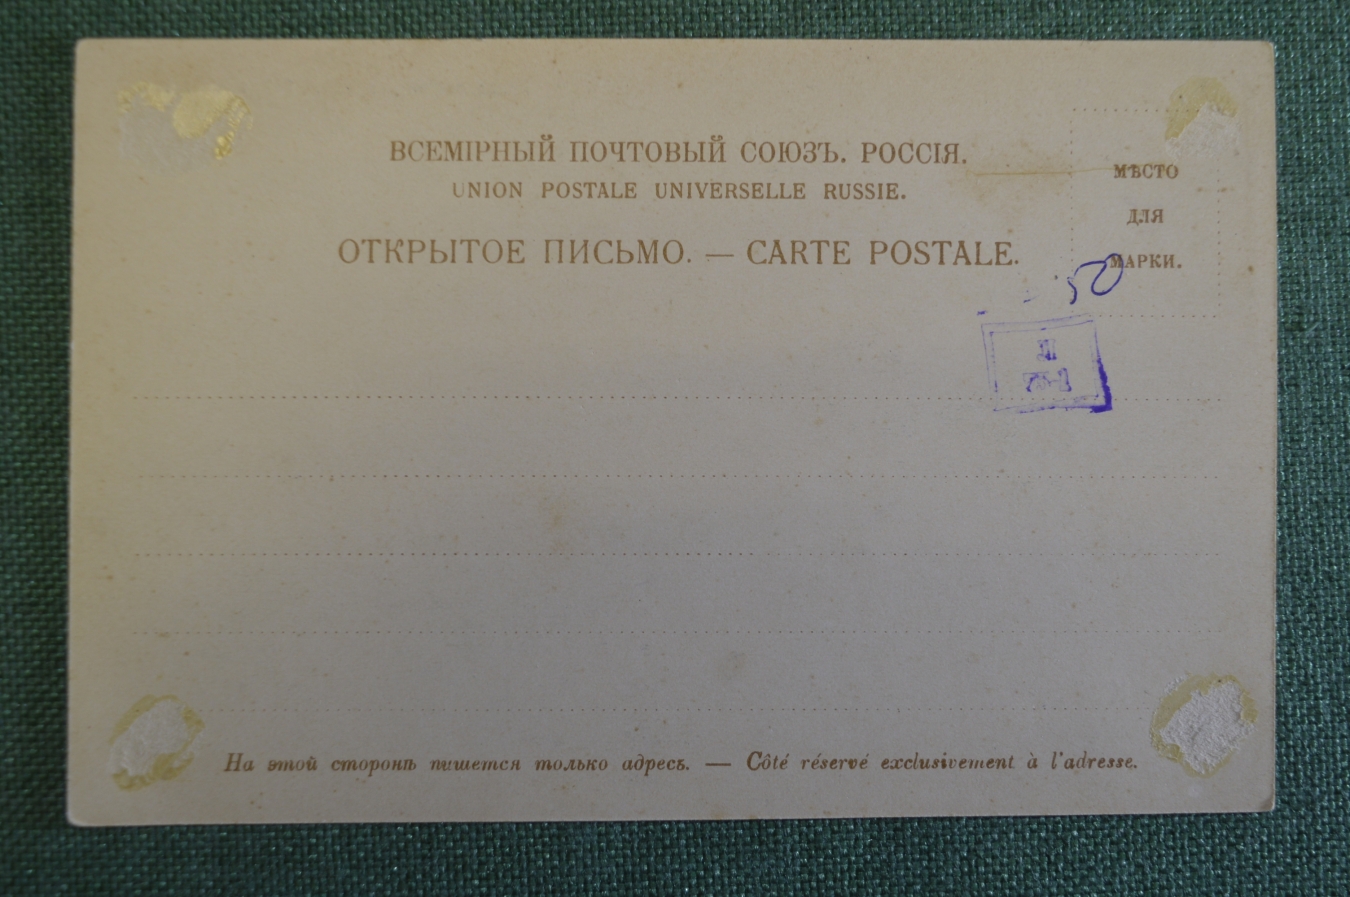 ВСЕМІРНЫЙ ПОЧТОВЫЙ СОЮЗЪ. РОССІЯ.
UNION POSTALE UNIVERSELLE RUSSIE.
ОТКРЫТОЕ ПИСЬМО. — CARTE POSTALE.
МѢСТО
ДЛЯ
МАРКИ.
50
На этой сторонѣ пишется только адресъ. — Côté réservé exclusivement à l'adresse.